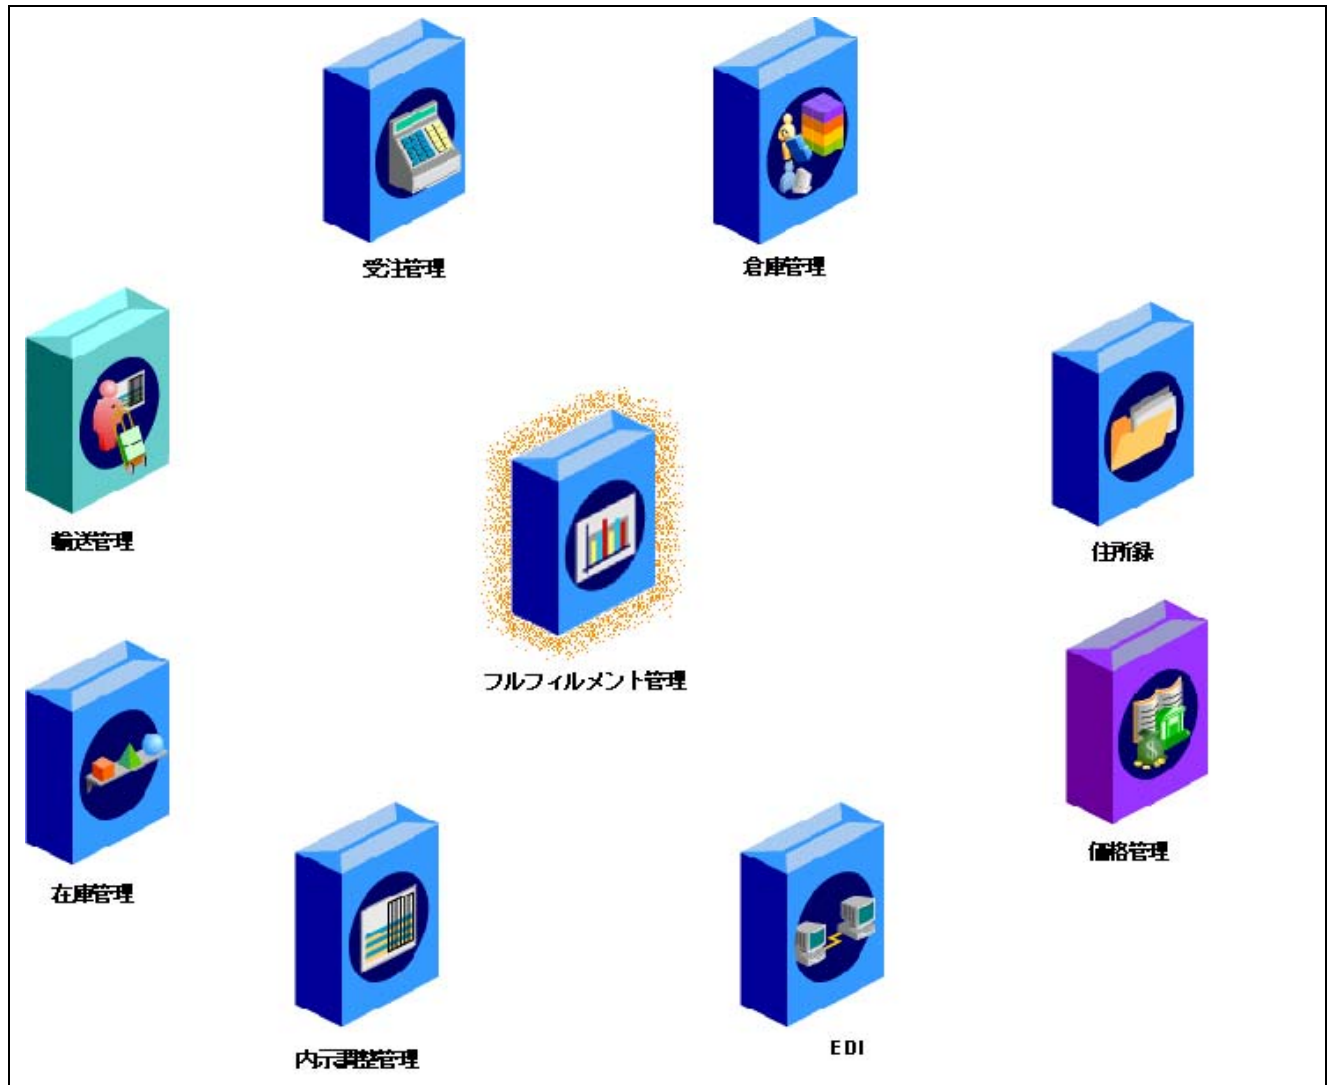 受注管理
倉庫管理
輸送管理
住所録
フルフィルメント管理
価格管理
在庫管理
内示調整管理
EDI